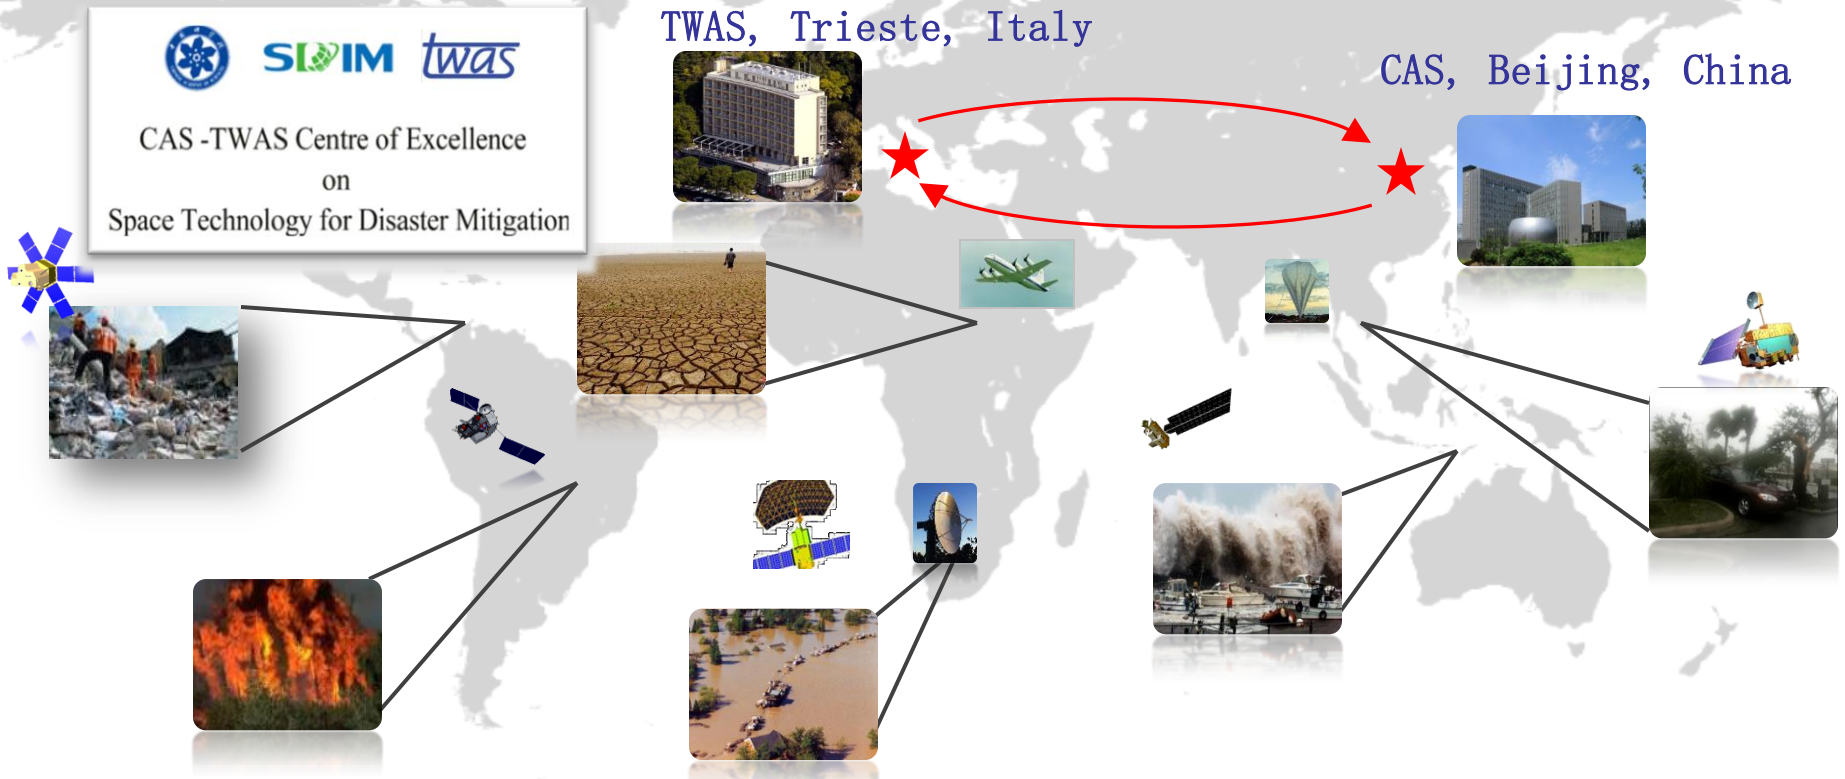 TWAS, Trieste, Italy
CAS, Beijing, China
SDIM twas
CAS -TWAS Centre of Excellence
on
Space Technology for Disaster Mitigation